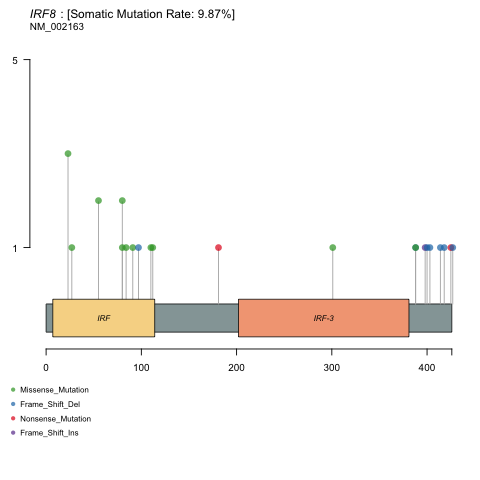 IRF8 : [Somatic Mutation Rate: 9.87%]
NM_002163
5
1
IRF
IRF-3
0 100 200 300 400
Missense_Mutation
Frame_Shift_Del
Nonsense_Mutation
Frame_Shift_Ins